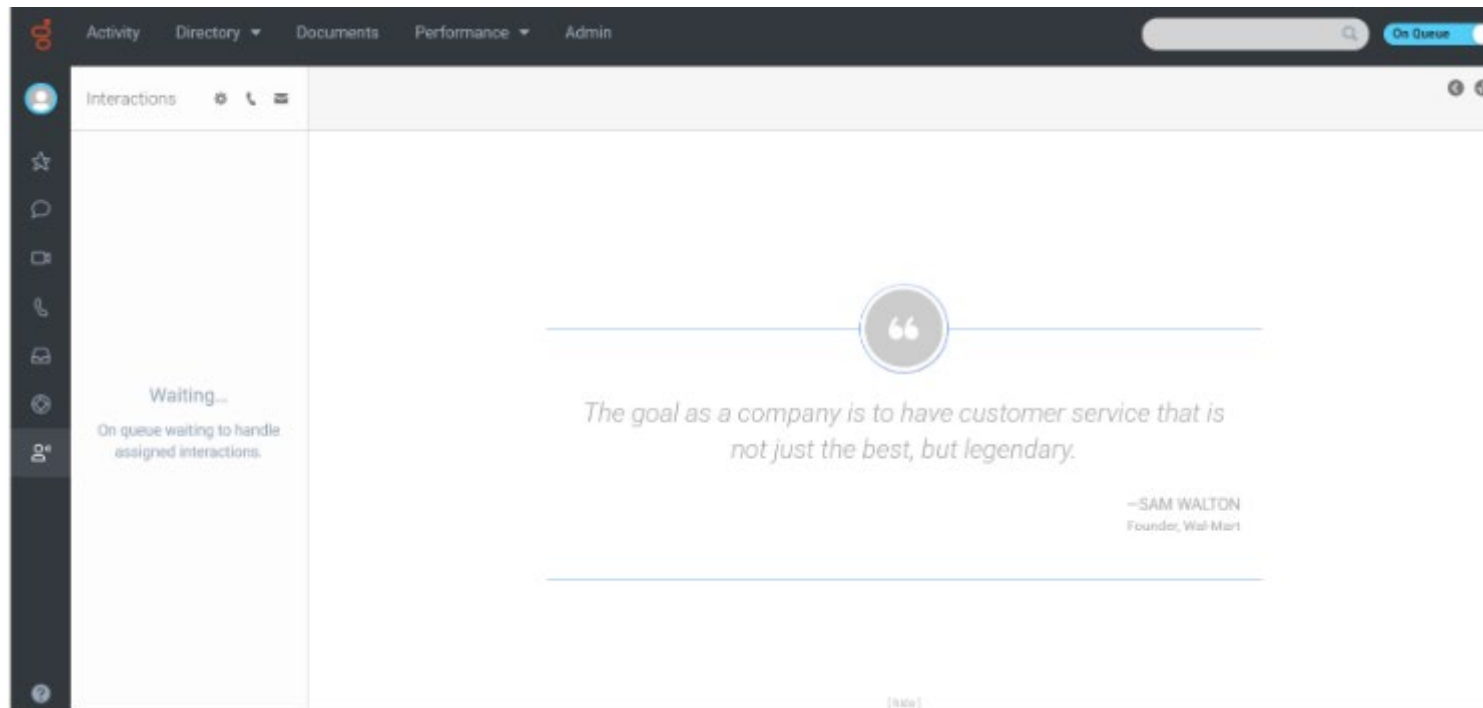 Activity Directory Documents Performance Admin
On Queue
Interactions
Waiting...
On queue waiting to handle
assigned interactions.
The goal as a company is to have customer service that is
not just the best, but legendary.
—SAM WALTON
Founder, Wal-Mart
[hide]